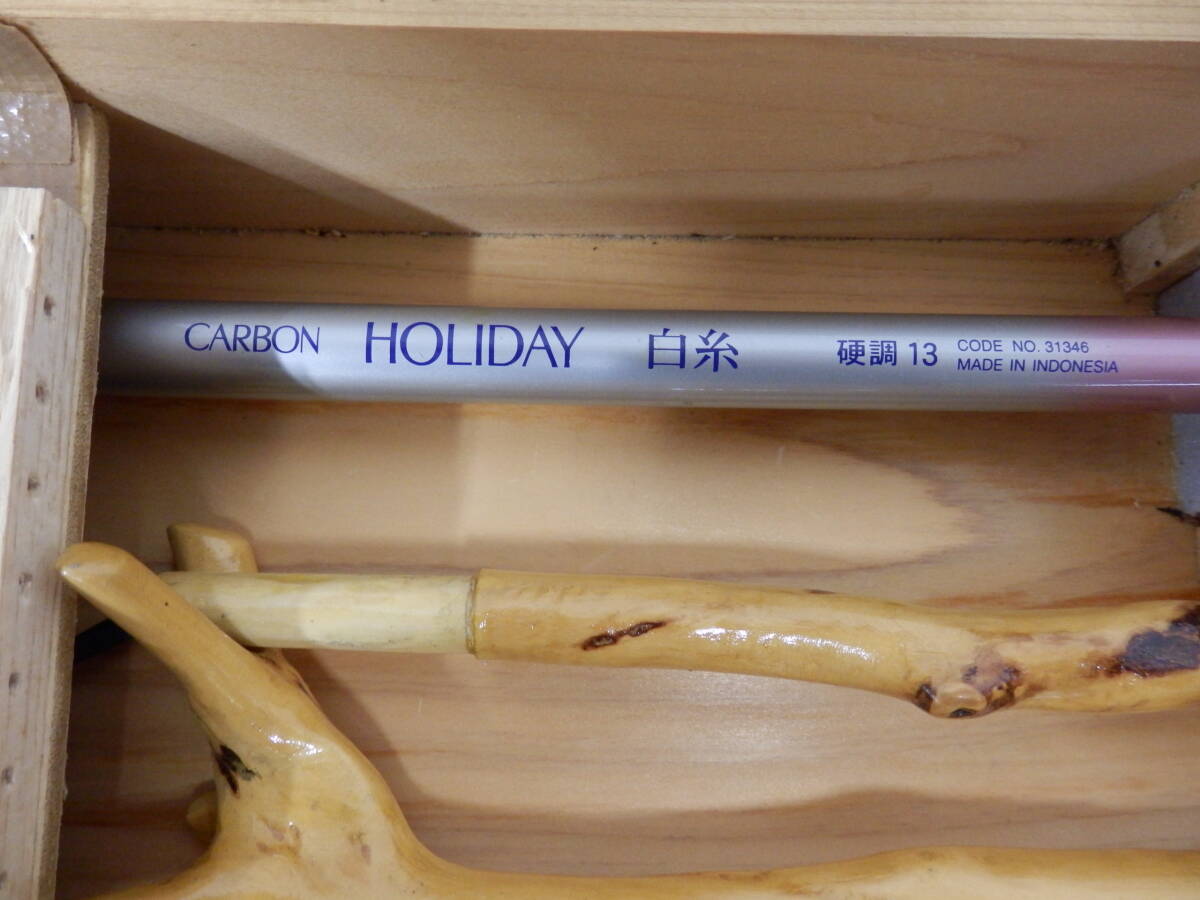 CARBON HOLIDAY 白糸 硬調 13 CODE NO. 31346
MADE IN INDONESIA